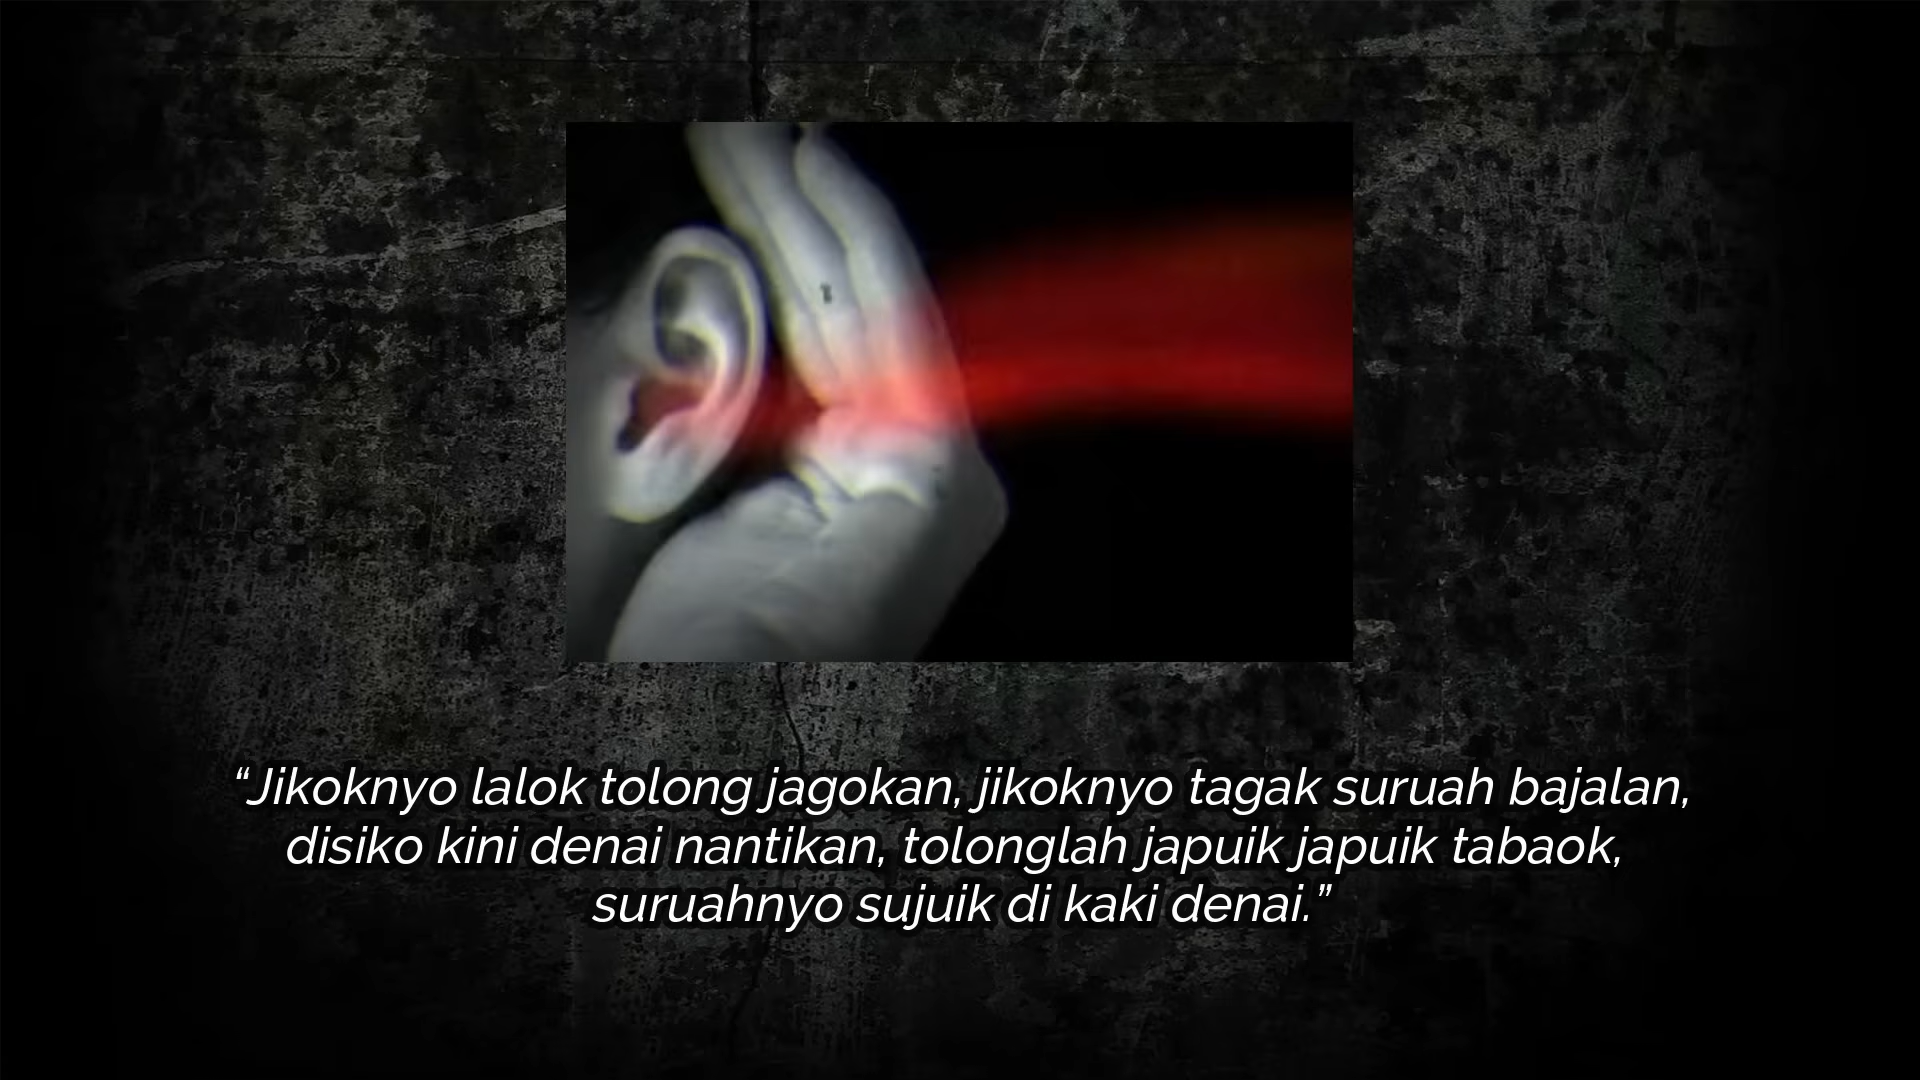 “Jikoknyo lalok tolong jagokan, jikoknyo tagak suruah bajalan,
disiko kini denai nantikan, tolonglah japuik japuik tabaok,
suruahnyo sujuik di kaki denai.”